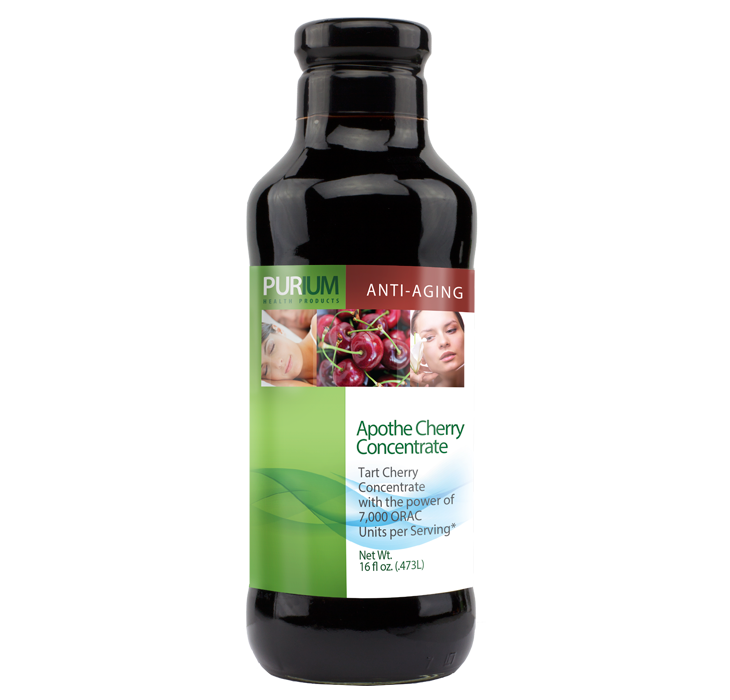 PURIUM
HEALTH PRODUCTS
ANTI-AGING
Apothe Cherry
Concentrate
Tart Cherry
Concentrate
with the power of
7,000 ORAC
Units per Serving*
Net Wt.
16 fl oz. (.473L)